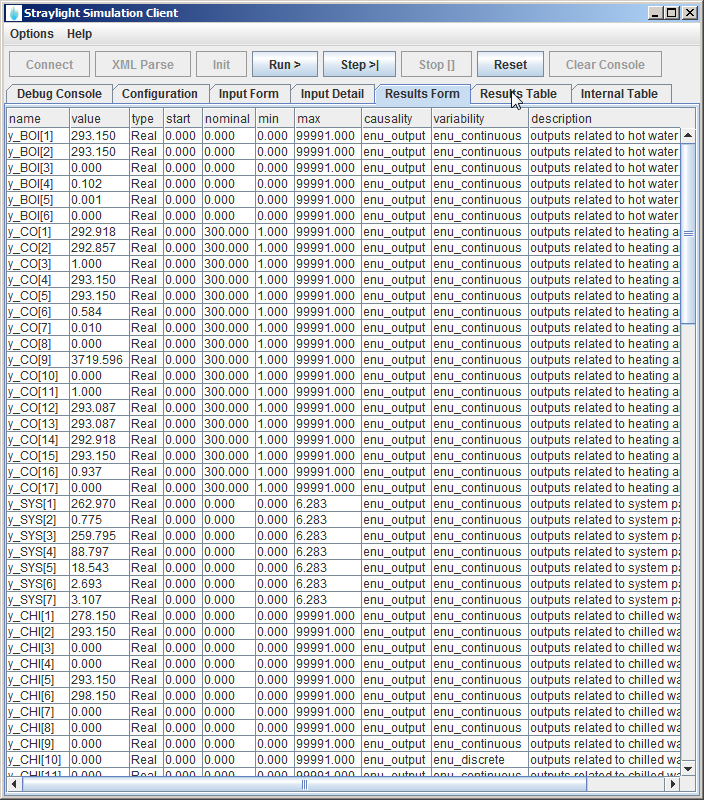 Straylight Simulation Client
Options Help
Connect XML Parse Init Run > Step >| Stop [] Reset Clear Console
Debug Console Configuration Input Form Input Detail Results Form Results Table Internal Table
name value type start nominal min max causality variability description
y_BOI[1] 293.150 Real 0.000 0.000 0.000 99991.000 enu_output enu_continuous outputs related to hot water
y_BOI[2] 293.150 Real 0.000 0.000 0.000 99991.000 enu_output enu_continuous outputs related to hot water
y_BOI[3] 0.000 Real 0.000 0.000 0.000 99991.000 enu_output enu_continuous outputs related to hot water
y_BOI[4] 0.102 Real 0.000 0.000 0.000 99991.000 enu_output enu_continuous outputs related to hot water
y_BOI[5] 0.001 Real 0.000 0.000 0.000 99991.000 enu_output enu_continuous outputs related to hot water
y_BOI[6] 0.000 Real 0.000 0.000 0.000 99991.000 enu_output enu_continuous outputs related to hot water
y_CO[1] 292.918 Real 0.000 300.000 1.000 99991.000 enu_output enu_continuous outputs related to heating a
y_CO[2] 292.857 Real 0.000 300.000 1.000 99991.000 enu_output enu_continuous outputs related to heating a
y_CO[3] 1.000 Real 0.000 300.000 1.000 99991.000 enu_output enu_continuous outputs related to heating a
y_CO[4] 293.150 Real 0.000 300.000 1.000 99991.000 enu_output enu_continuous outputs related to heating a
y_CO[5] 293.150 Real 0.000 300.000 1.000 99991.000 enu_output enu_continuous outputs related to heating a
y_CO[6] 0.584 Real 0.000 300.000 1.000 99991.000 enu_output enu_continuous outputs related to heating a
y_CO[7] 0.010 Real 0.000 300.000 1.000 99991.000 enu_output enu_continuous outputs related to heating a
y_CO[8] 0.000 Real 0.000 300.000 1.000 99991.000 enu_output enu_continuous outputs related to heating a
y_CO[9] 3719.596 Real 0.000 300.000 1.000 99991.000 enu_output enu_continuous outputs related to heating a
y_CO[10] 0.000 Real 0.000 300.000 1.000 99991.000 enu_output enu_continuous outputs related to heating a
y_CO[11] 1.000 Real 0.000 300.000 1.000 99991.000 enu_output enu_continuous outputs related to heating a
y_CO[12] 293.087 Real 0.000 300.000 1.000 99991.000 enu_output enu_continuous outputs related to heating a
y_CO[13] 293.087 Real 0.000 300.000 1.000 99991.000 enu_output enu_continuous outputs related to heating a
y_CO[14] 292.918 Real 0.000 300.000 1.000 99991.000 enu_output enu_continuous outputs related to heating a
y_CO[15] 293.150 Real 0.000 300.000 1.000 99991.000 enu_output enu_continuous outputs related to heating a
y_CO[16] 0.937 Real 0.000 300.000 1.000 99991.000 enu_output enu_continuous outputs related to heating a
y_CO[17] 0.000 Real 0.000 300.000 1.000 99991.000 enu_output enu_continuous outputs related to heating a
y_SYS[1] 262.970 Real 0.000 0.000 0.000 6.283 enu_output enu_continuous outputs related to system pa
y_SYS[2] 0.775 Real 0.000 0.000 0.000 6.283 enu_output enu_continuous outputs related to system pa
y_SYS[3] 259.795 Real 0.000 0.000 0.000 6.283 enu_output enu_continuous outputs related to system pa
y_SYS[4] 88.797 Real 0.000 0.000 0.000 6.283 enu_output enu_continuous outputs related to system pa
y_SYS[5] 18.543 Real 0.000 0.000 0.000 6.283 enu_output enu_continuous outputs related to system pa
y_SYS[6] 2.693 Real 0.000 0.000 0.000 6.283 enu_output enu_continuous outputs related to system pa
y_SYS[7] 3.107 Real 0.000 0.000 0.000 6.283 enu_output enu_continuous outputs related to system pa
y_CHI[1] 278.150 Real 0.000 0.000 0.000 99991.000 enu_output enu_continuous outputs related to chilled wa
y_CHI[2] 293.150 Real 0.000 0.000 0.000 99991.000 enu_output enu_continuous outputs related to chilled wa
y_CHI[3] 0.000 Real 0.000 0.000 0.000 99991.000 enu_output enu_continuous outputs related to chilled wa
y_CHI[4] 0.000 Real 0.000 0.000 0.000 99991.000 enu_output enu_continuous outputs related to chilled wa
y_CHI[5] 293.150 Real 0.000 0.000 0.000 99991.000 enu_output enu_continuous outputs related to chilled wa
y_CHI[6] 298.150 Real 0.000 0.000 0.000 99991.000 enu_output enu_continuous outputs related to chilled wa
y_CHI[7] 0.000 Real 0.000 0.000 0.000 99991.000 enu_output enu_continuous outputs related to chilled wa
y_CHI[8] 0.000 Real 0.000 0.000 0.000 99991.000 enu_output enu_continuous outputs related to chilled wa
y_CHI[9] 0.000 Real 0.000 0.000 0.000 99991.000 enu_output enu_continuous outputs related to chilled wa
y_CHI[10] 0.000 Real 0.000 0.000 0.000 99991.000 enu_output enu_discrete outputs related to chilled wa
y_CHI[11] 0.000 Real 0.000 0.000 0.000 99991.000 enu_output enu_continuous outputs related to chilled wa